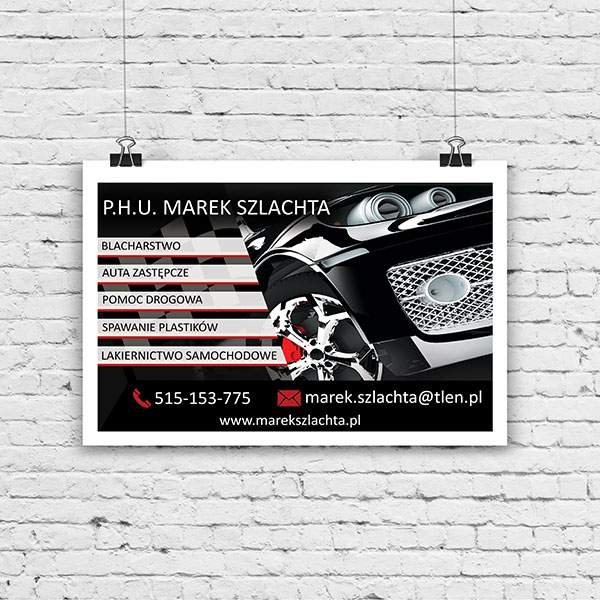 P.H.U. MAREK SZLACHTA
BLACHARSTWO
AUTA ZASTĘPCZE
POMOC DROGOWA
SPAWANIE PLASTIKÓW
LAKIERNICTWO SAMOCHODOWE
515-153-775 marek.szlachta@tlen.pl
www.marekszlachta.pl